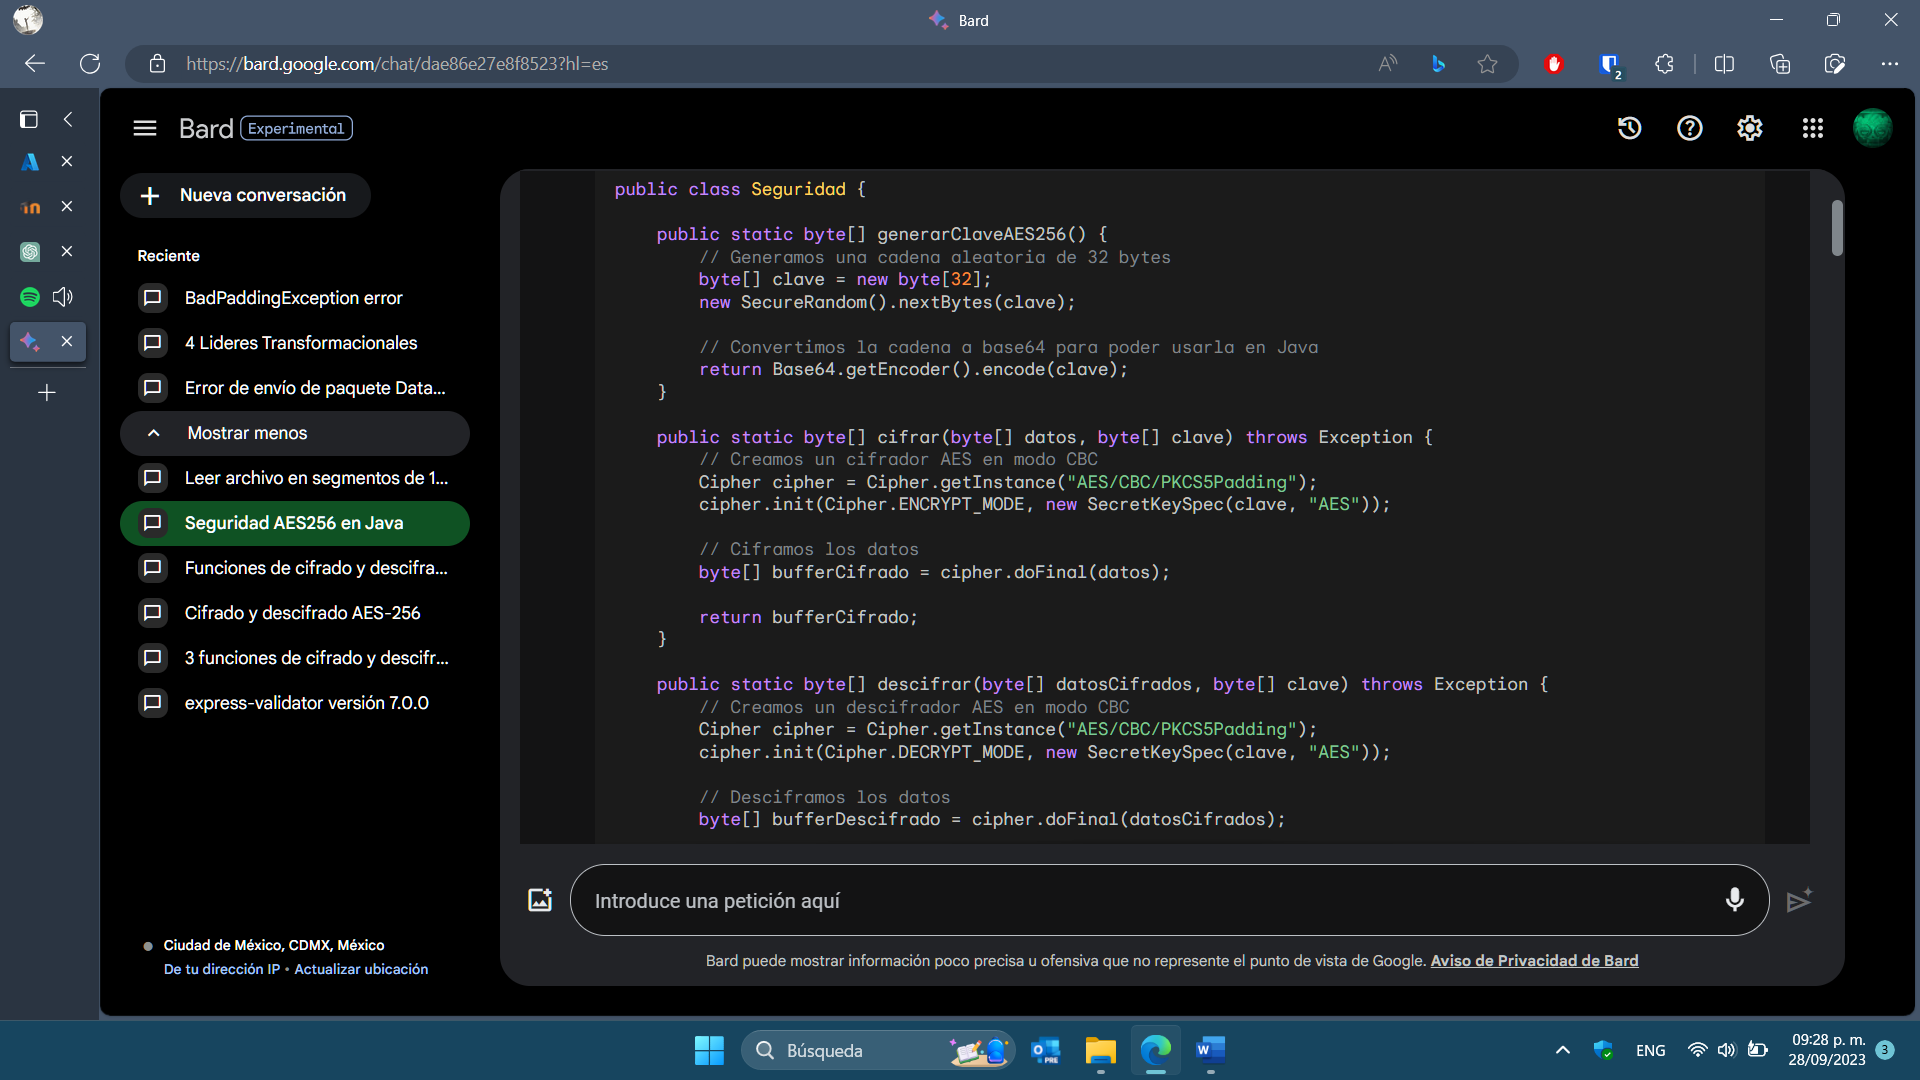 Bard
https://bard.google.com/chat/dae86e27e8f8523?hl=es
2
Bard Experimental
Nueva conversación
Reciente
BadPaddingException error
4 Lideres Transformacionales
Error de envío de paquete Data...
Mostrar menos
Leer archivo en segmentos de 1...
Seguridad AES256 en Java
Funciones de cifrado y descifra...
Cifrado y descifrado AES-256
3 funciones de cifrado y descifr...
express-validator versión 7.0.0
Ciudad de México, CDMX, México
De tu dirección IP • Actualizar ubicación
public class Seguridad {
public static byte[] generarClaveAES256() {
// Generamos una cadena aleatoria de 32 bytes
byte[] clave = new byte[32];
new SecureRandom().nextBytes(clave);
// Convertimos la cadena a base64 para poder usarla en Java
return Base64.getEncoder().encode(clave);
}
public static byte[] cifrar(byte[] datos, byte[] clave) throws Exception {
// Creamos un cifrador AES en modo CBC
Cipher cipher = Cipher.getInstance("AES/CBC/PKCS5Padding");
cipher.init(Cipher.ENCRYPT_MODE, new SecretKeySpec(clave, "AES"));
// Ciframos los datos
byte[] bufferCifrado = cipher.doFinal(datos);
return bufferCifrado;
}
public static byte[] descifrar(byte[] datosCifrados, byte[] clave) throws Exception {
// Creamos un descifrador AES en modo CBC
Cipher cipher = Cipher.getInstance("AES/CBC/PKCS5Padding");
cipher.init(Cipher.DECRYPT_MODE, new SecretKeySpec(clave, "AES"));
// Desciframos los datos
byte[] bufferDescifrado = cipher.doFinal(datosCifrados);
Introduce una petición aquí
Bard puede mostrar información poco precisa u ofensiva que no represente el punto de vista de Google. Aviso de Privacidad de Bard
Búsqueda
ENG
09:28 p. m.
28/09/2023
3